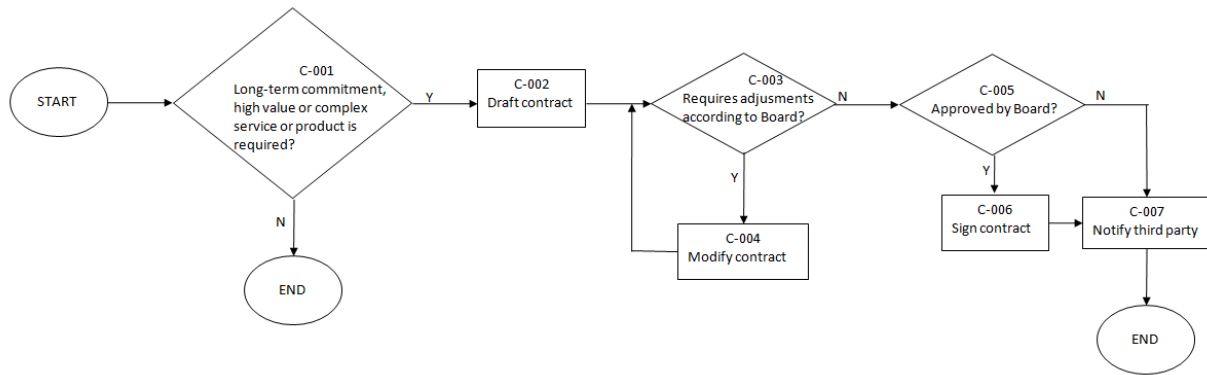 START
C-001
Long-term commitment,
high value or complex
service or product is
required?
Y
N
END
C-002
Draft contract
C-003
Requires adjusments
according to Board?
N
Y
C-004
Modify contract
C-005
Approved by Board?
N
Y
C-006
Sign contract
C-007
Notify third party
END